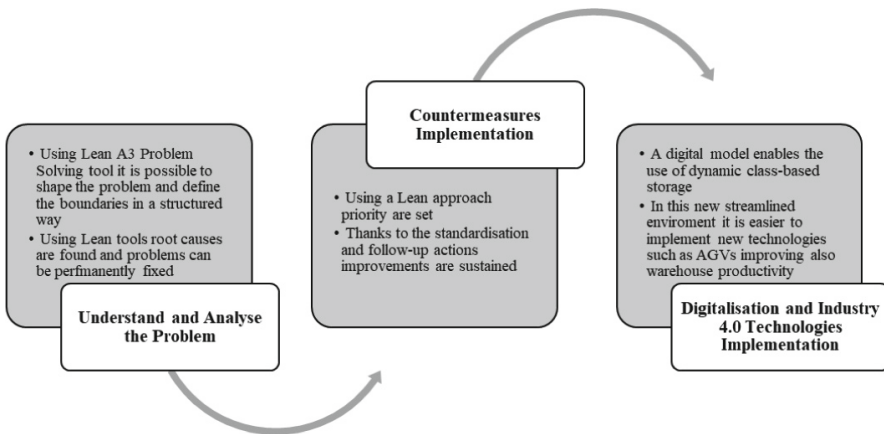 • Using Lean A3 Problem
Solving tool it is possible to
shape the problem and define
the boundaries in a structured
way
• Using Lean tools root causes
are found and problems can
be perfmanently fixed
Understand and Analyse
the Problem
Countermeasures
Implementation
• Using a Lean approach
priority are set
• Thanks to the standardisation
and follow-up actions
improvements are sustained
• A digital model enables the
use of dynamic class-based
storage
• In this new streamlined
enviroment it is easier to
implement new technologies
such as AGVs improving also
warehouse productivity
Digitalisation and Industry
4.0 Technologies
Implementation